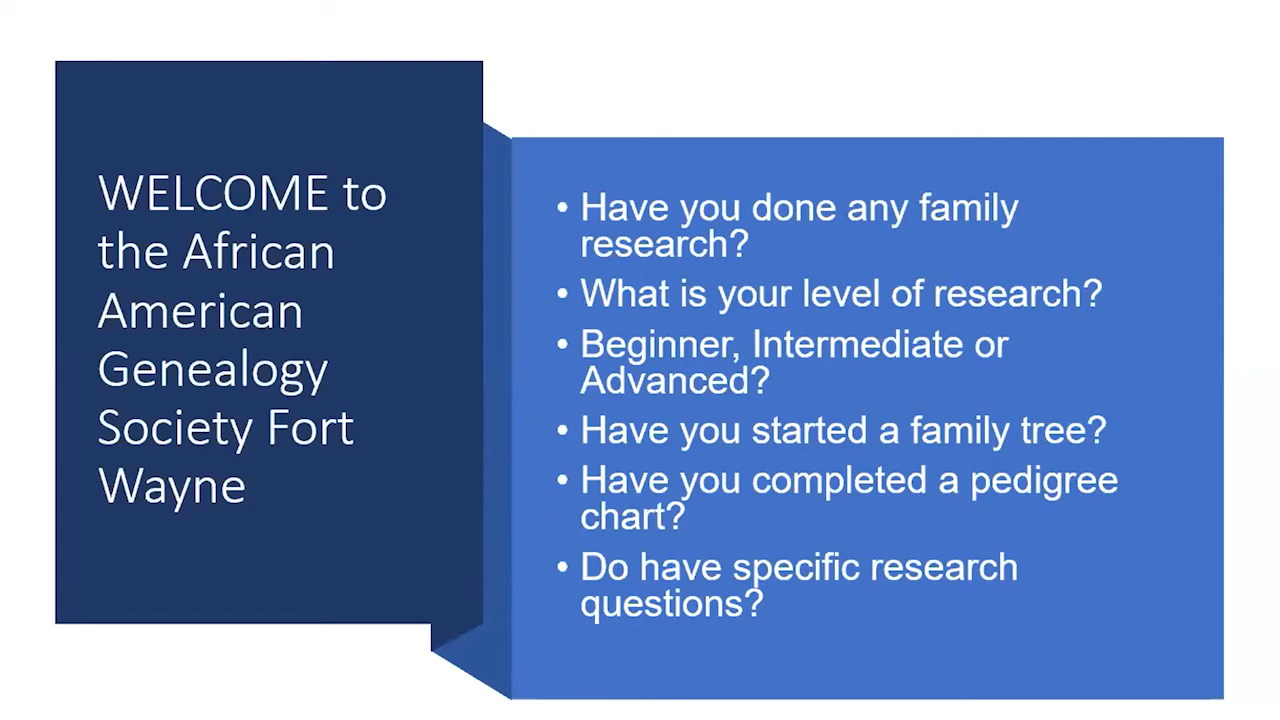 WELCOME to
the African
American
Genealogy
Society Fort
Wayne
• Have you done any family
research?
• What is your level of research?
• Beginner, Intermediate or
Advanced?
• Have you started a family tree?
• Have you completed a pedigree
chart?
• Do have specific research
questions?